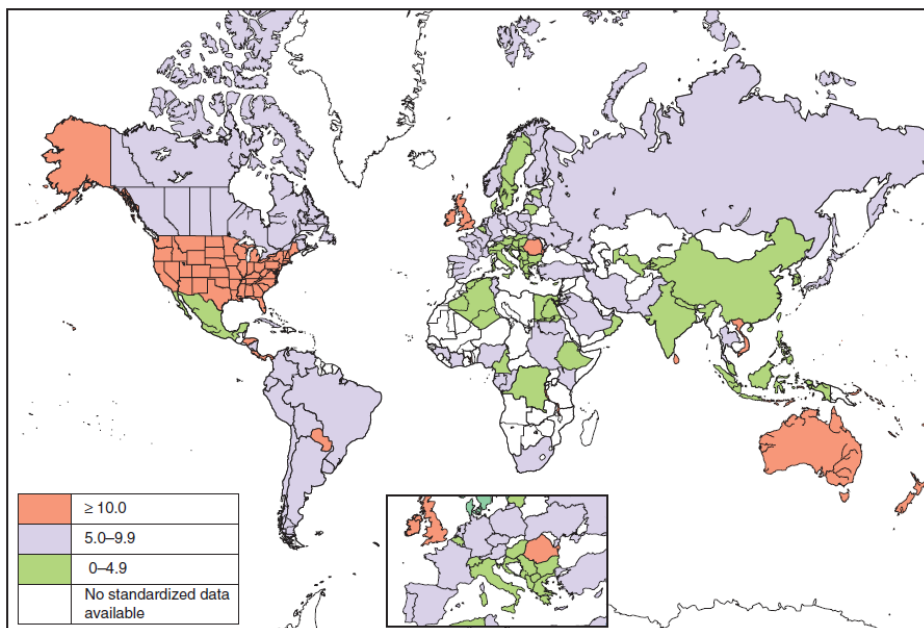 ≥ 10.0
5.0–9.9
0–4.9
No standardized data
available